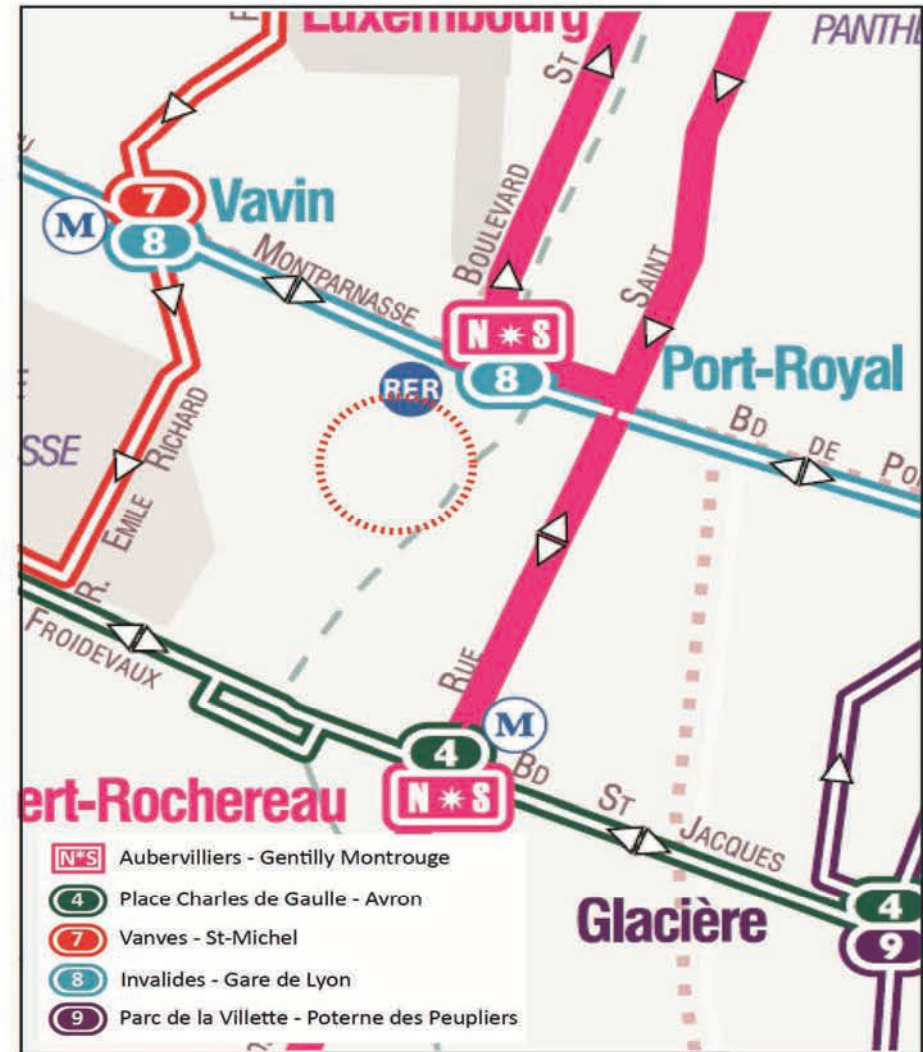 Luxembourg
PANTHÉ
ST
7
Vavin
M
8
BOULEVARD
SAINT
MONTPARNASSE
N*S
Port-Royal
RER
8
BD DE POR
SSE
EMILE RICHARD
R.
FROIDEVAUX
RUE
M
4
BD ST JACQUES
ert-Rochereau
N*S
Glacière
4
9
N*S Aubervilliers - Gentilly Montrouge
4 Place Charles de Gaulle - Avron
7 Vanves - St-Michel
8 Invalides - Gare de Lyon
9 Parc de la Villette - Poterne des Peupliers